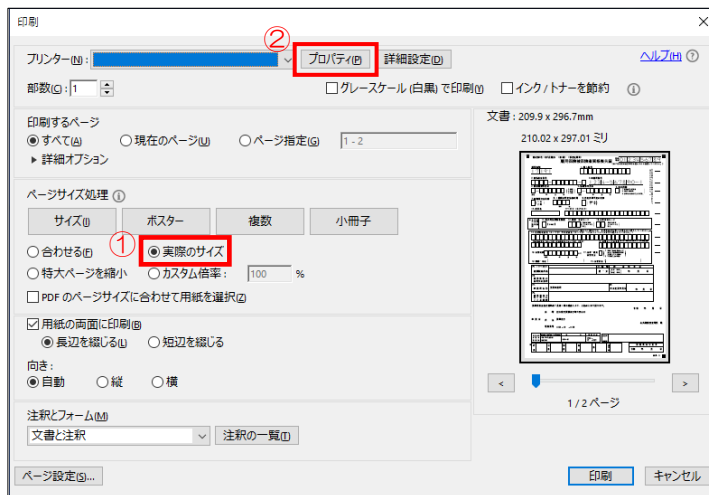 印刷
②
プリンター(N): プロパティ(P) 詳細設定(D) ヘルプ(H)
部数(C): 1 グレースケール (白黒) で印刷(Y) インク / トナーを節約
印刷するページ
すべて(A) 現在のページ(U) ページ指定(G) 1 - 2
詳細オプション
文書 : 209.9 x 296.7mm
210.02 x 297.01 ミリ
ページサイズ処理
サイズ(I) ポスター 複数 小冊子
①
合わせる(F) 実際のサイズ
特大ページを縮小 カスタム倍率 : 100 %
PDF のページサイズに合わせて用紙を選択(Z)
用紙の両面に印刷(B)
長辺を綴じる(L) 短辺を綴じる
向き :
自動 縦 横
< >
1 / 2 ページ
注釈とフォーム(M)
文書と注釈 注釈の一覧(T)
ページ設定(S)... 印刷 キャンセル